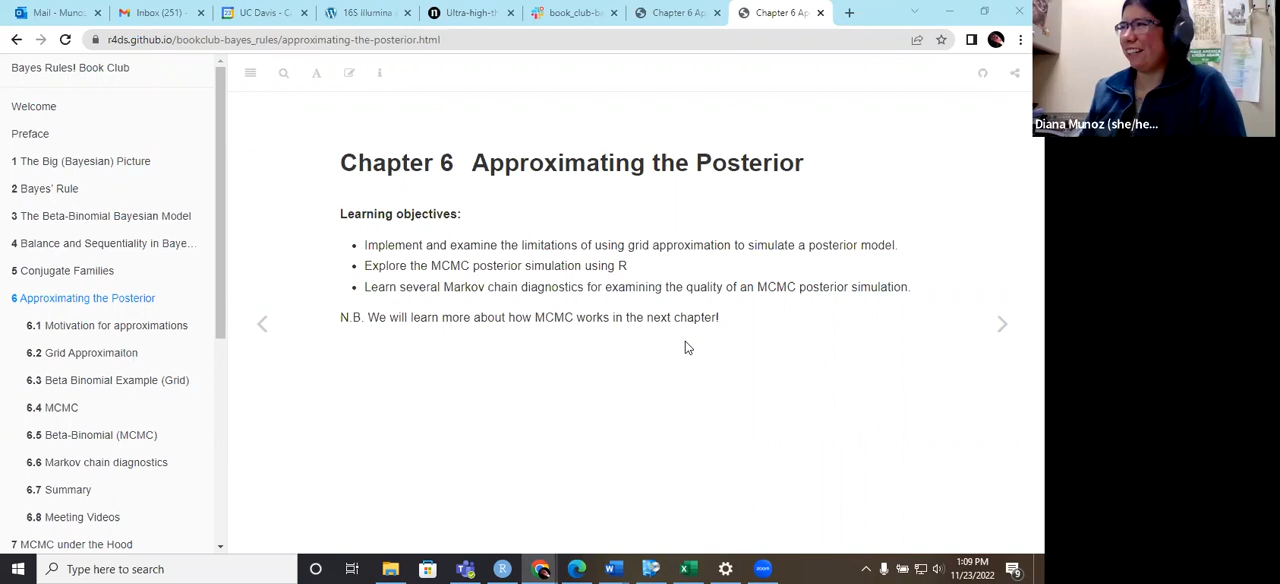 Mail - Muno
Inbox (251) -
UC Davis - C
16S illumina
Ultra-high-th
book_club-ba
Chapter 6 Ap
Chapter 6 Ap
r4ds.github.io/bookclub-bayes_rules/approximating-the-posterior.html
Bayes Rules! Book Club
Welcome
Preface
1 The Big (Bayesian) Picture
2 Bayes' Rule
3 The Beta-Binomial Bayesian Model
4 Balance and Sequentiality in Baye...
5 Conjugate Families
6 Approximating the Posterior
6.1 Motivation for approximations
6.2 Grid Approximaiton
6.3 Beta Binomial Example (Grid)
6.4 MCMC
6.5 Beta-Binomial (MCMC)
6.6 Markov chain diagnostics
6.7 Summary
6.8 Meeting Videos
7 MCMC under the Hood
Chapter 6 Approximating the Posterior
Learning objectives:
• Implement and examine the limitations of using grid approximation to simulate a posterior model.
• Explore the MCMC posterior simulation using R
• Learn several Markov chain diagnostics for examining the quality of an MCMC posterior simulation.
N.B. We will learn more about how MCMC works in the next chapter!
Diana Munoz (she/he...
Type here to search
1:09 PM
11/23/2022